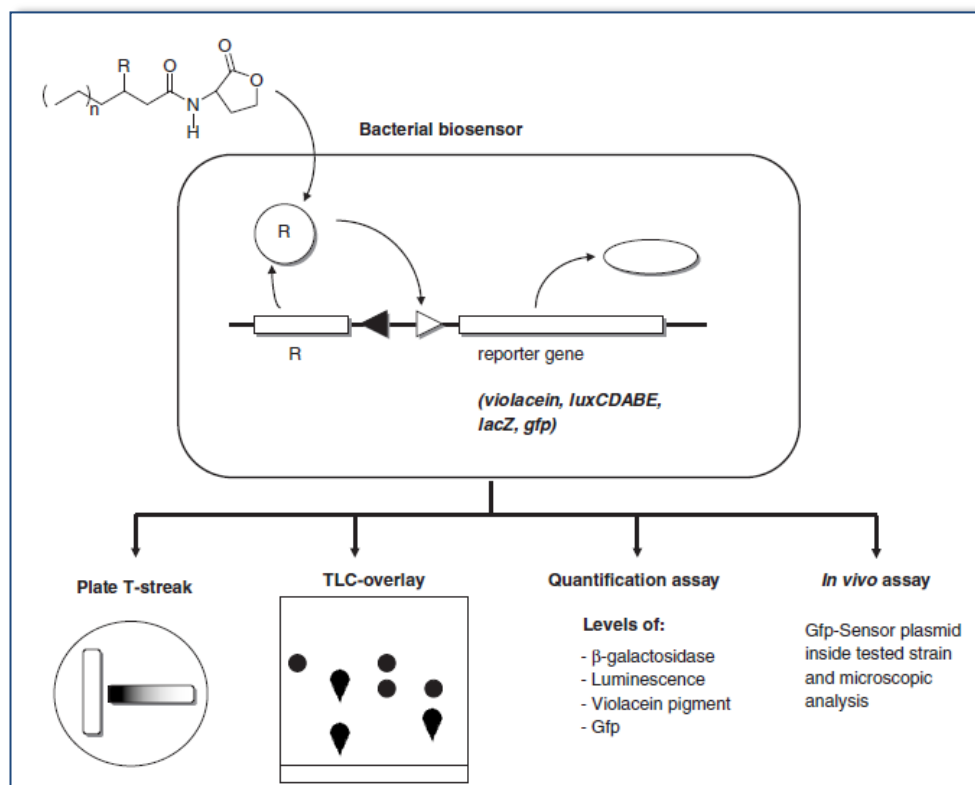 R
O
O
O
( )n
N
H
Bacterial biosensor
R
R
reporter gene
(violacein, luxCDABE,
lacZ, gfp)
Plate T-streak
TLC-overlay
Quantification assay
Levels of:
- β-galactosidase
- Luminescence
- Violacein pigment
- Gfp
In vivo assay
Gfp-Sensor plasmid
inside tested strain
and microscopic
analysis